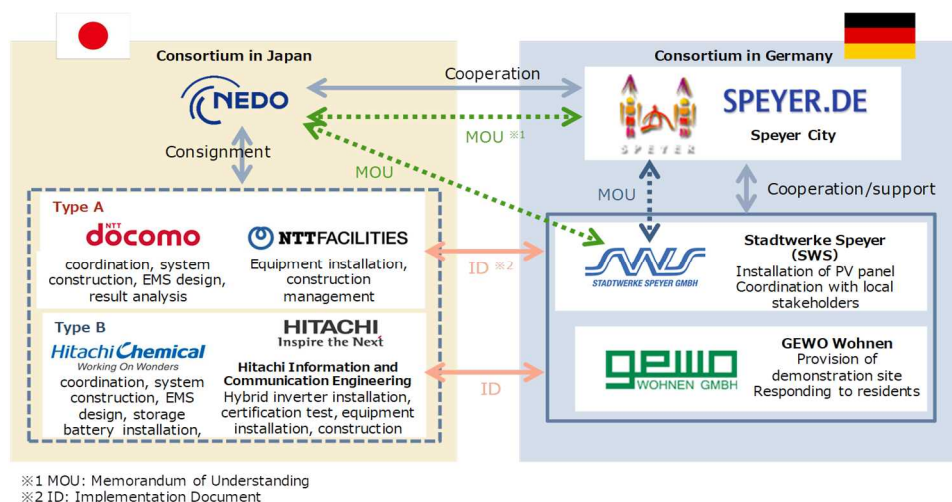 Consortium in Japan
NEDO
Consignment
Cooperation
MOU ※1
MOU
Consortium in Germany
SPEYER
SPEYER.DE
Speyer City
MOU
Cooperation/support
Type A
NTT
docomo
coordination, system
construction, EMS design,
result analysis
NTT FACILITIES
Equipment installation,
construction
management
Type B
Hitachi Chemical
Working On Wonders
coordination, system
construction, EMS
design, storage
battery installation,
HITACHI
Inspire the Next
Hitachi Information and
Communication Engineering
Hybrid inverter installation,
certification test, equipment
installation, construction
ID ※2
ID
SWS
STADTWERKE SPEYER GMBH
Stadtwerke Speyer
(SWS)
Installation of PV panel
Coordination with local
stakeholders
gewo
WOHNEN GMBH
GEWO Wohnen
Provision of
demonstration site
Responding to residents
※1 MOU: Memorandum of Understanding
※2 ID: Implementation Document